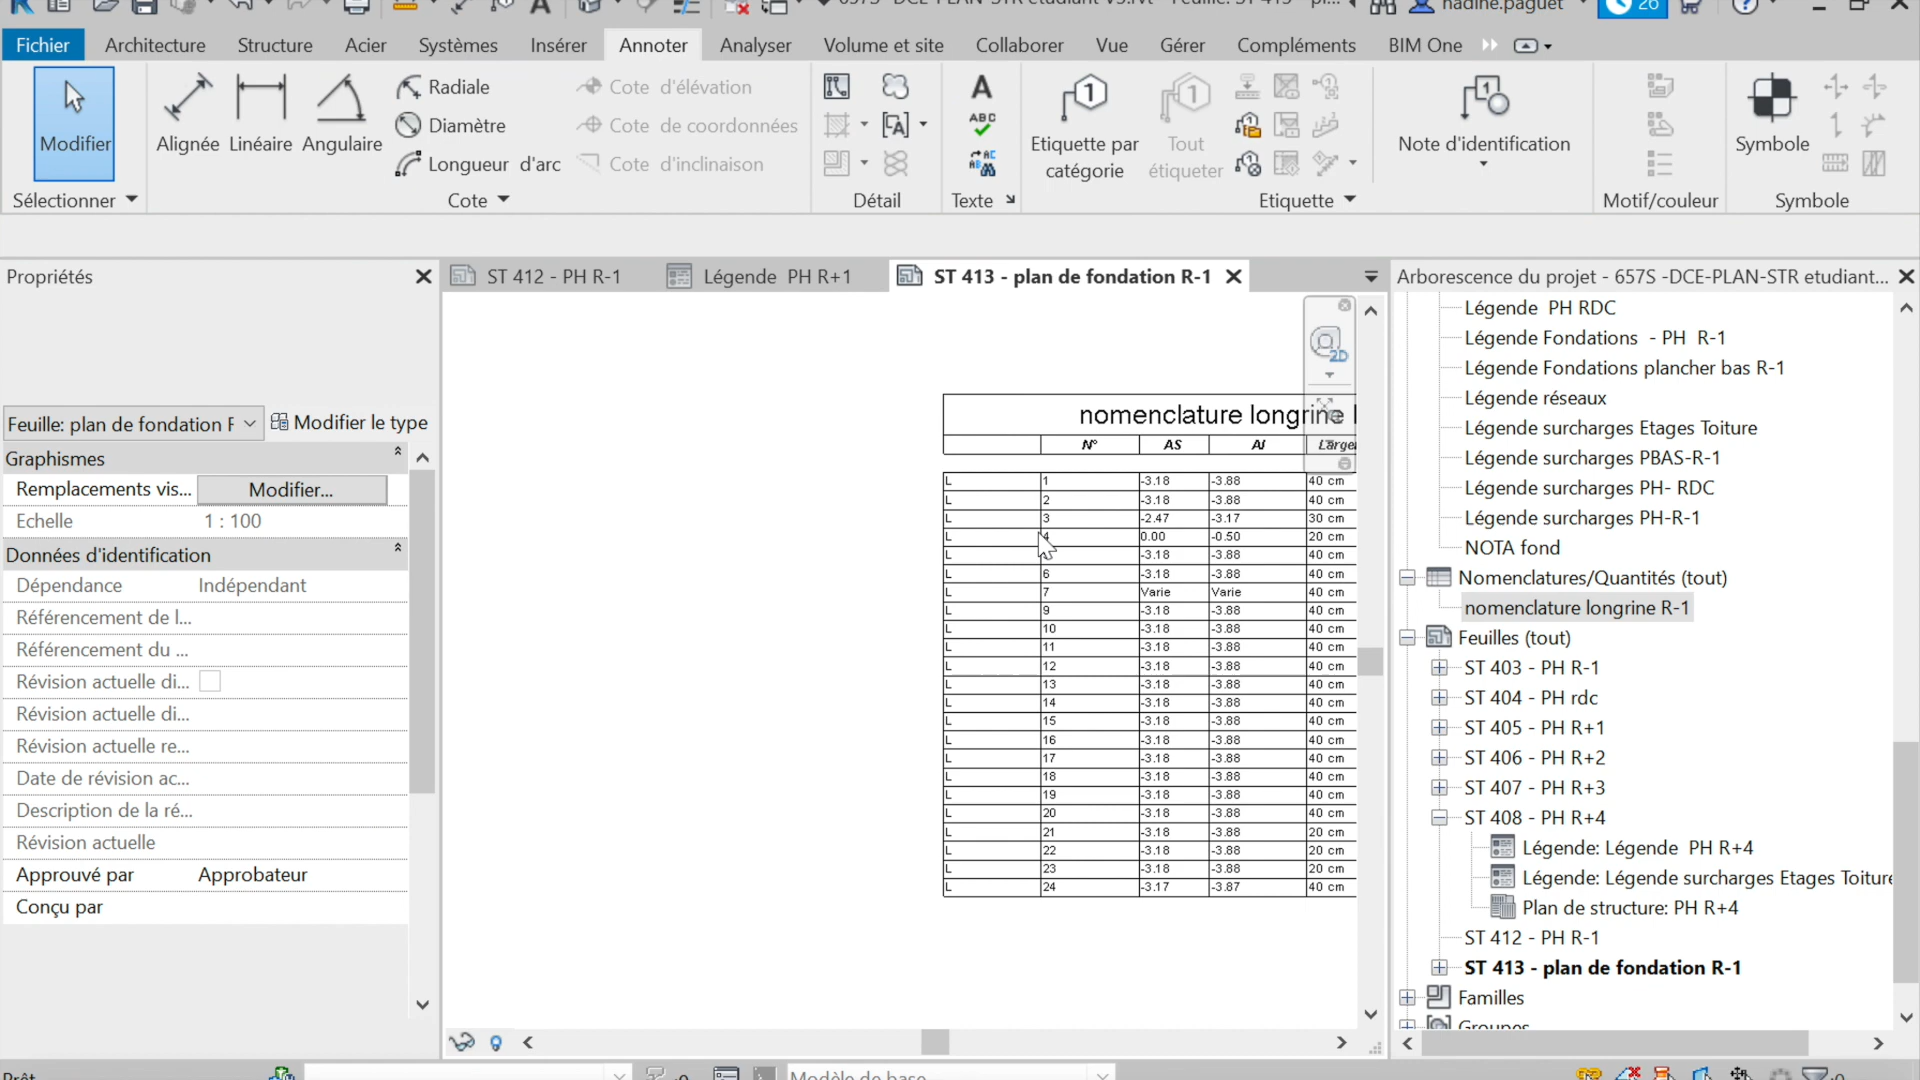 nadine.paguet
26
Fichier Architecture Structure Acier Systèmes Insérer Annoter Analyser Volume et site Collaborer Vue Gérer Compléments BIM One
Modifier
Alignée Linéaire Angulaire
Radiale
Diamètre
Longueur d'arc
Cote d'élévation
Cote de coordonnées
Cote d'inclinaison
A
ABC
Etiquette par catégorie
Tout étiqueter
Note d'identification
Symbole
Sélectionner
Cote
Détail
Texte
Etiquette
Motif/couleur
Symbole
Propriétés
ST 412 - PH R-1
Légende PH R+1
ST 413 - plan de fondation R-1
Arborescence du projet - 657S -DCE-PLAN-STR etudiant...
Feuille: plan de fondation
Modifier le type
Graphismes
Remplacements vis... Modifier...
Echelle 1 : 100
Données d'identification
Dépendance Indépendant
Référencement de l...
Référencement du ...
Révision actuelle di...
Révision actuelle di...
Révision actuelle re...
Date de révision ac...
Description de la ré...
Révision actuelle
Approuvé par Approbateur
Conçu par
2D
nomenclature longrine
N° AS AI
L 1 -3.18 -3.88 40 cm
L 2 -3.18 -3.88 40 cm
L 3 -2.47 -3.17 30 cm
L 4 0.00 -0.50 20 cm
L -3.18 -3.88 40 cm
L 6 -3.18 -3.88 40 cm
L 7 Varie Varie 40 cm
L 9 -3.18 -3.88 40 cm
L 10 -3.18 -3.88 40 cm
L 11 -3.18 -3.88 40 cm
L 12 -3.18 -3.88 40 cm
L 13 -3.18 -3.88 40 cm
L 14 -3.18 -3.88 40 cm
L 15 -3.18 -3.88 40 cm
L 16 -3.18 -3.88 40 cm
L 17 -3.18 -3.88 40 cm
L 18 -3.18 -3.88 40 cm
L 19 -3.18 -3.88 40 cm
L 20 -3.18 -3.88 40 cm
L 21 -3.18 -3.88 20 cm
L 22 -3.18 -3.88 20 cm
L 23 -3.18 -3.88 20 cm
L 24 -3.17 -3.87 40 cm
Légende PH RDC
Légende Fondations - PH R-1
Légende Fondations plancher bas R-1
Légende réseaux
Légende surcharges Etages Toiture
Légende surcharges PBAS-R-1
Légende surcharges PH- RDC
Légende surcharges PH-R-1
NOTA fond
Nomenclatures/Quantités (tout)
nomenclature longrine R-1
Feuilles (tout)
ST 403 - PH R-1
ST 404 - PH rdc
ST 405 - PH R+1
ST 406 - PH R+2
ST 407 - PH R+3
ST 408 - PH R+4
Légende: Légende PH R+4
Légende: Légende surcharges Etages Toiture
Plan de structure: PH R+4
ST 412 - PH R-1
ST 413 - plan de fondation R-1
Familles
Groupes
Prêt
Modèle de base